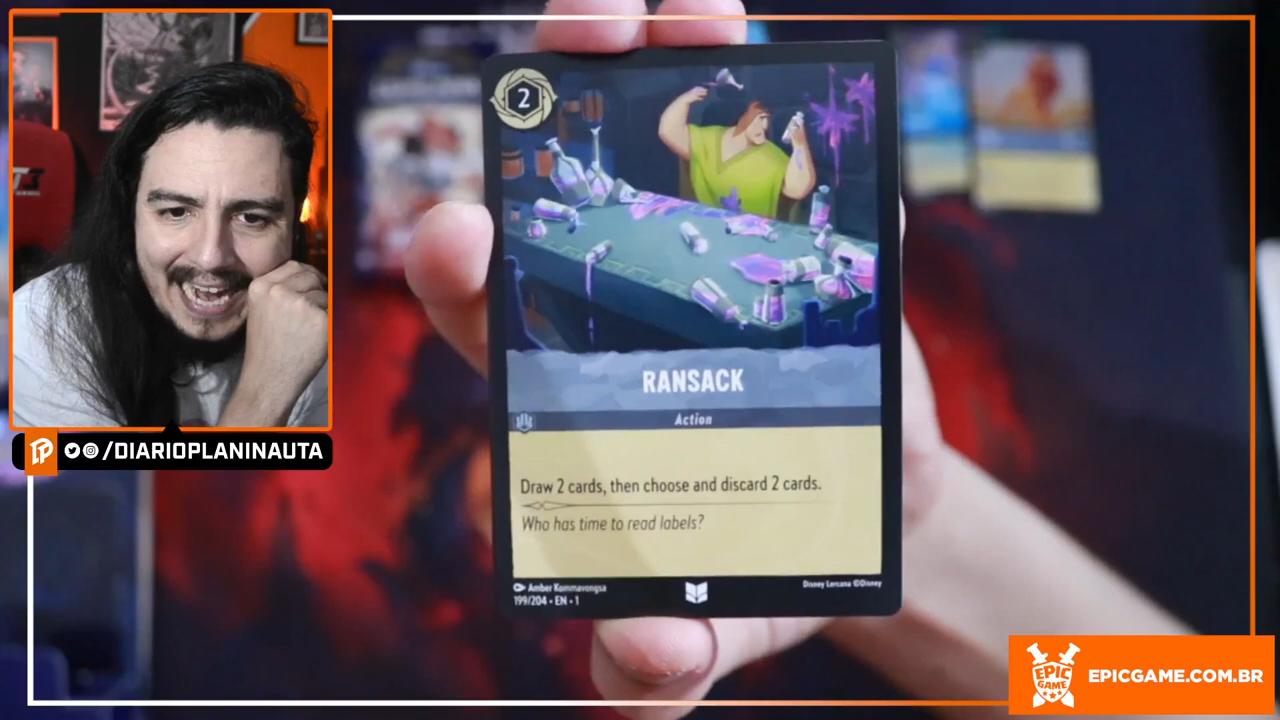 /DIARIOPLANINAUTA
2
RANSACK
Action
Draw 2 cards, then choose and discard 2 cards.
Who has time to read labels?
Amber Kommavongsa
199/204 • EN • 1
Disney Lorcana ©Disney
EPIC
GAME
EPICGAME.COM.BR